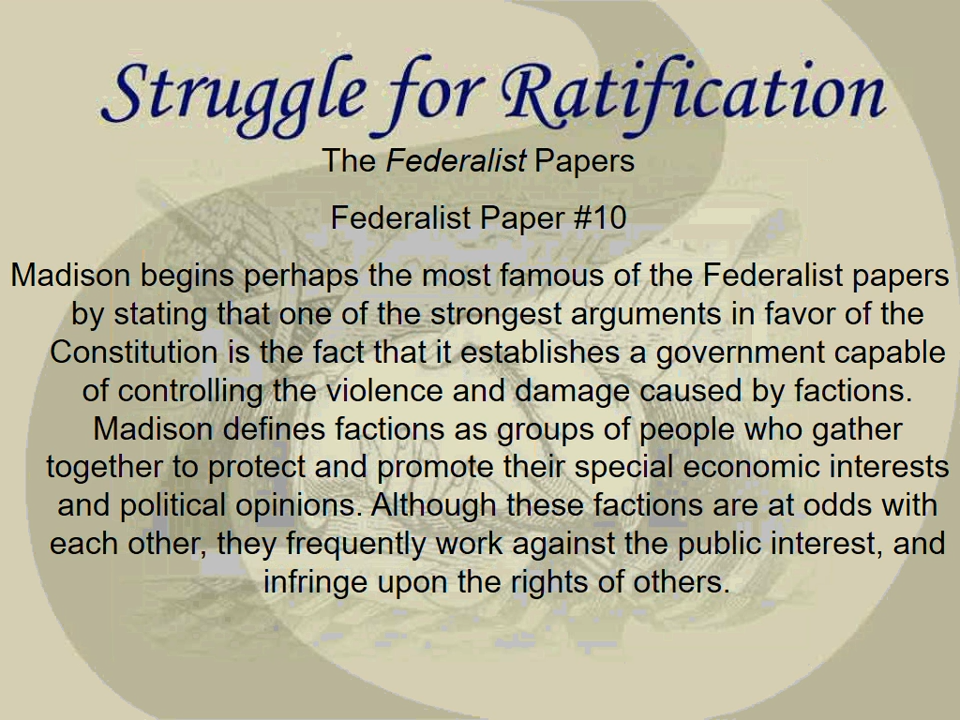 Struggle for Ratification
The Federalist Papers
Federalist Paper #10
Madison begins perhaps the most famous of the Federalist papers
by stating that one of the strongest arguments in favor of the
Constitution is the fact that it establishes a government capable
of controlling the violence and damage caused by factions.
Madison defines factions as groups of people who gather
together to protect and promote their special economic interests
and political opinions. Although these factions are at odds with
each other, they frequently work against the public interest, and
infringe upon the rights of others.